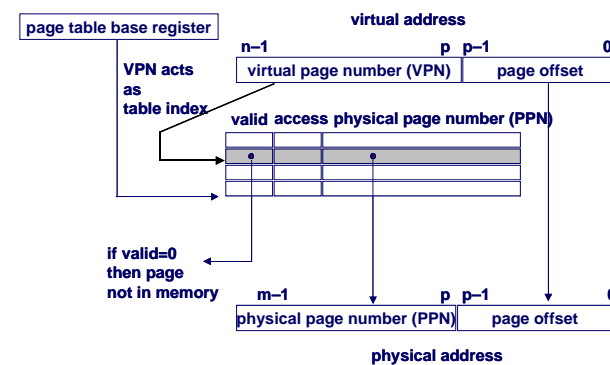 virtual address
page table base register
n–1 p p–1 0
VPN acts
as
table index
virtual page number (VPN) page offset
valid access physical page number (PPN)
if valid=0
then page
not in memory
m–1 p p–1
physical page number (PPN) page offset
physical address